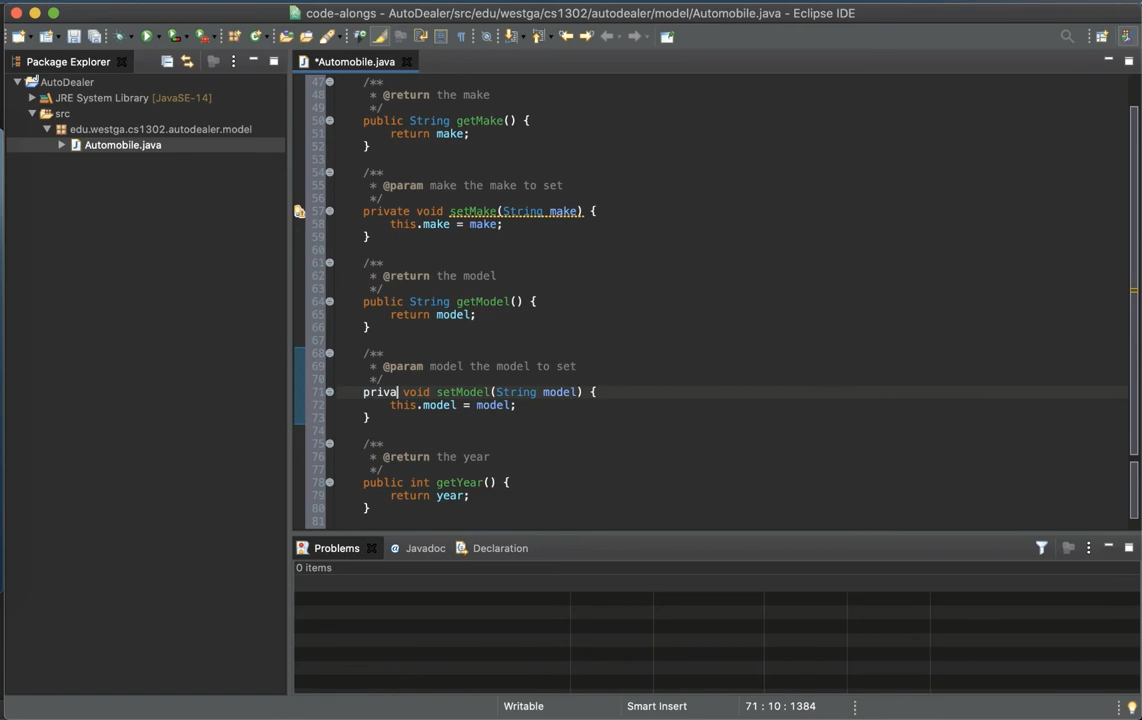 code-alongs - AutoDealer/src/edu/westga/cs1302/autodealer/model/Automobile.java - Eclipse IDE
Package Explorer
*Automobile.java
AutoDealer
JRE System Library [JavaSE-14]
src
edu.westga.cs1302.autodealer.model
Automobile.java
47 /**
48 * @return the make
49 */
50 public String getMake() {
51 return make;
52 }
53
54 /**
55 * @param make the make to set
56 */
57 private void setMake(String make) {
58 this.make = make;
59 }
60
61 /**
62 * @return the model
63 */
64 public String getModel() {
65 return model;
66 }
67
68 /**
69 * @param model the model to set
70 */
71 priva void setModel(String model) {
72 this.model = model;
73 }
74
75 /**
76 * @return the year
77 */
78 public int getYear() {
79 return year;
80 }
81
Problems
Javadoc
Declaration
0 items
Writable
Smart Insert
71 : 10 : 1384